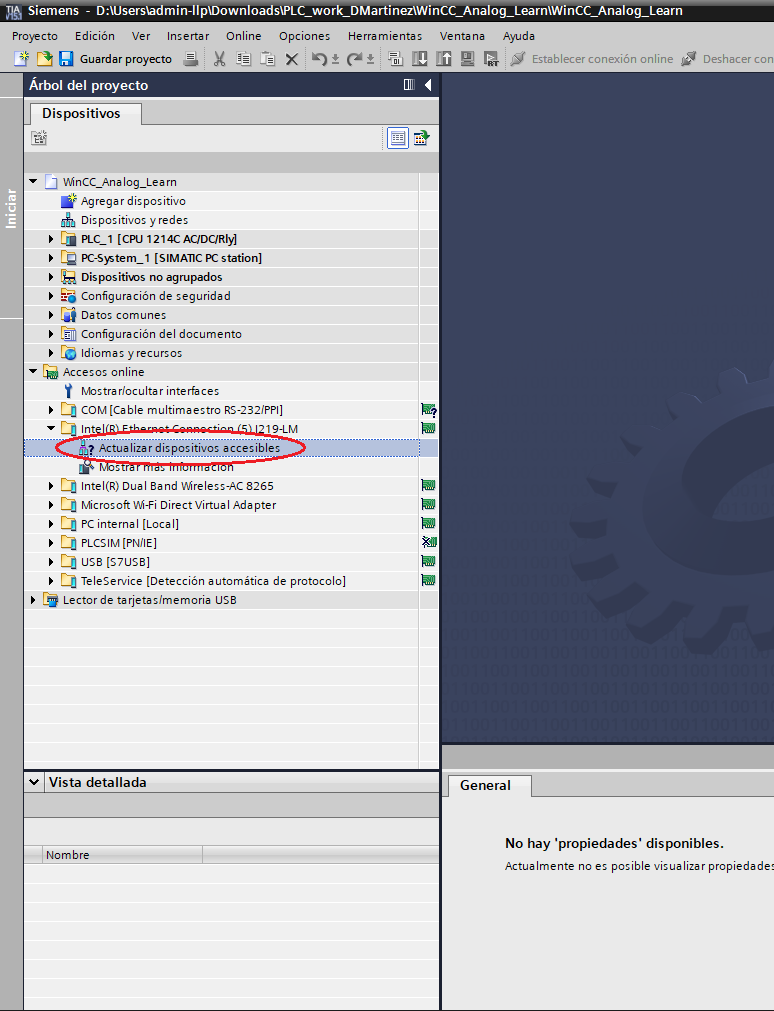 TIA
V15.1
Siemens - D:\Users\admin-llp\Downloads\PLC_work_DMartinez\WinCC_Analog_Learn\WinCC_Analog_Learn
Proyecto Edición Ver Insertar Online Opciones Herramientas Ventana Ayuda
Guardar proyecto Establecer conexión online Deshacer con
Árbol del proyecto
Dispositivos
Iniciar
WinCC_Analog_Learn
Agregar dispositivo
Dispositivos y redes
PLC_1 [CPU 1214C AC/DC/Rly]
PC-System_1 [SIMATIC PC station]
Dispositivos no agrupados
Configuración de seguridad
Datos comunes
Configuración del documento
Idiomas y recursos
Accesos online
Mostrar/ocultar interfaces
COM [Cable multimaestro RS-232/PPI]
Intel(R) Ethernet Connection (5) I219-LM
Actualizar dispositivos accesibles
Mostrar más información
Intel(R) Dual Band Wireless-AC 8265
Microsoft Wi-Fi Direct Virtual Adapter
PC internal [Local]
PLCSIM [PN/IE]
USB [S7USB]
TeleService [Detección automática de protocolo]
Lector de tarjetas/memoria USB
Vista detallada
Nombre
General
No hay 'propiedades' disponibles.
Actualmente no es posible visualizar propiedades